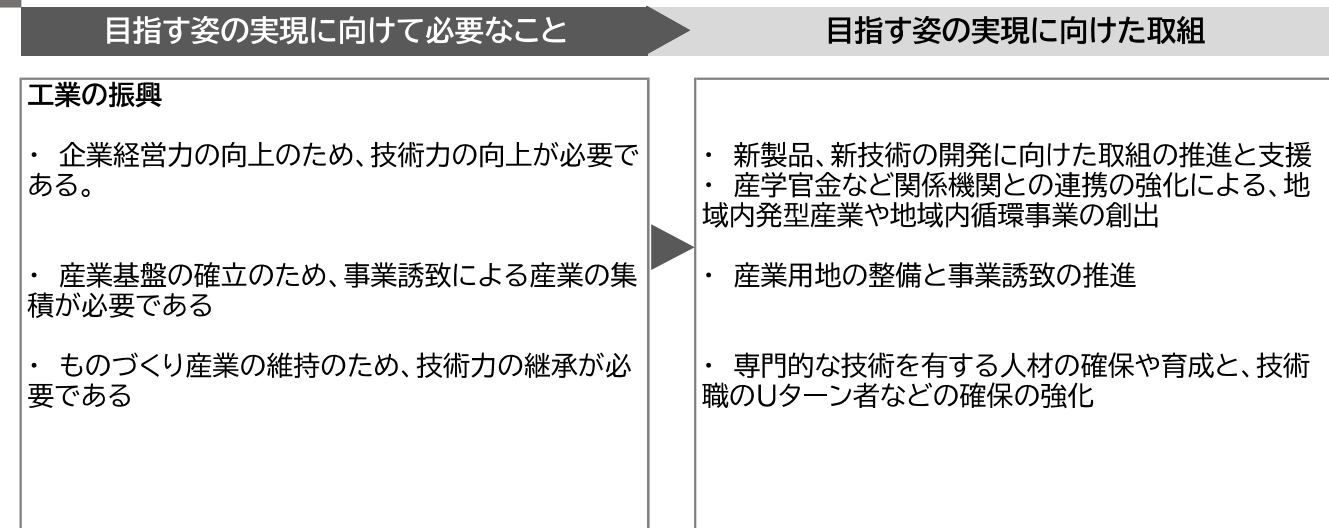 目指す姿の実現に向けて必要なこと
目指す姿の実現に向けた取組
工業の振興
・ 企業経営力の向上のため、技術力の向上が必要で
ある。
・ 産業基盤の確立のため、事業誘致による産業の集
積が必要である
・ ものづくり産業の維持のため、技術力の継承が必
要である
・ 新製品、新技術の開発に向けた取組の推進と支援
・ 産学官金など関係機関との連携の強化による、地
域内発型産業や地域内循環事業の創出
・ 産業用地の整備と事業誘致の推進
・ 専門的な技術を有する人材の確保や育成と、技術
職のUターン者などの確保の強化